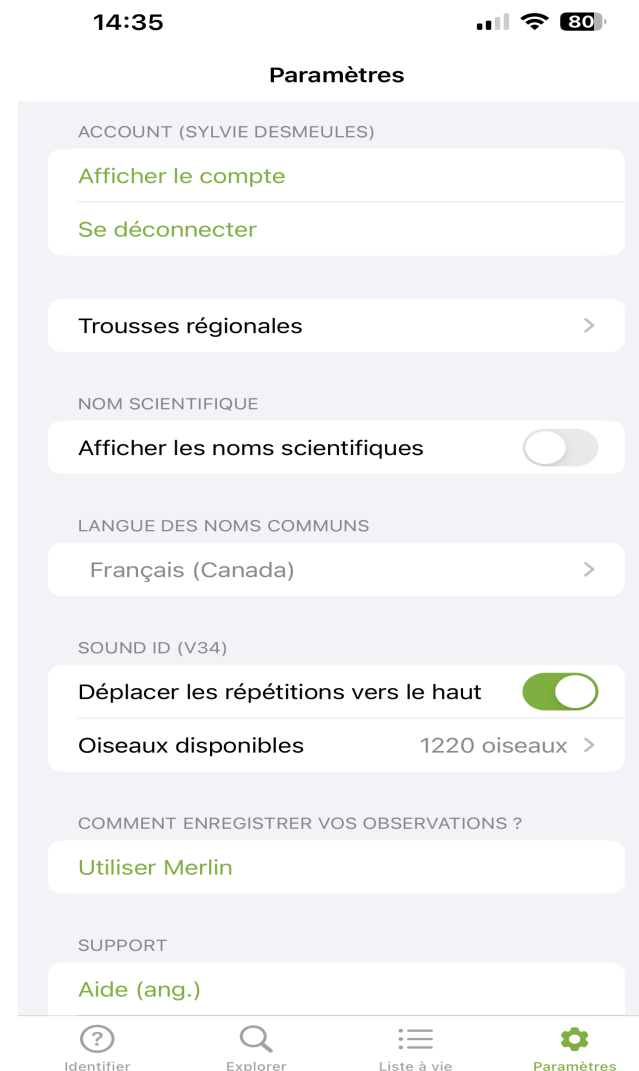 14:35
80
Paramètres
ACCOUNT (SYLVIE DESMEULES)
Afficher le compte
Se déconnecter
Trousses régionales
NOM SCIENTIFIQUE
Afficher les noms scientifiques
LANGUE DES NOMS COMMUNS
Français (Canada)
SOUND ID (V34)
Déplacer les répétitions vers le haut
Oiseaux disponibles 1220 oiseaux
COMMENT ENREGISTRER VOS OBSERVATIONS ?
Utiliser Merlin
SUPPORT
Aide (ang.)
Identifier Explorer Liste à vie Paramètres